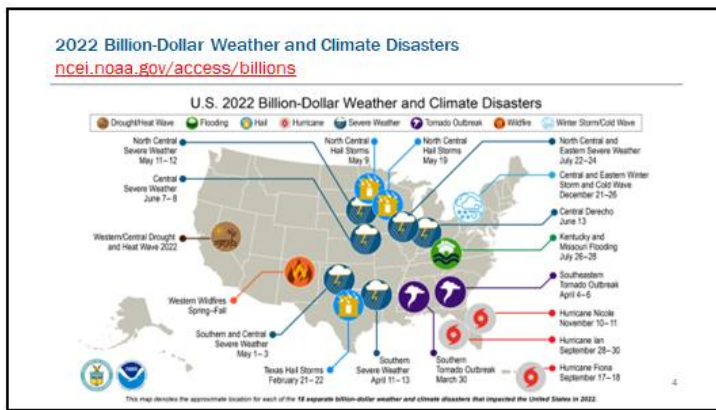 2022 Billion-Dollar Weather and Climate Disasters
ncei.noaa.gov/access/billions
U.S. 2022 Billion-Dollar Weather and Climate Disasters
Drought/Heat Wave
Flooding
Hail
Hurricane
Severe Weather
Tornado Outbreak
Wildfire
Winter Storm/Cold Wave
North Central
Severe Weather
May 11–12
North Central
Hail Storms
May 9
North Central
Hail Storms
May 19
North Central and
Eastern Severe Weather
July 22–24
Central
Severe Weather
June 7–8
Central and Eastern Winter
Storm and Cold Wave
December 21–26
Central Derecho
June 13
Western/Central Drought
and Heat Wave 2022
Kentucky and
Missouri Flooding
July 26–28
Southeastern
Tornado Outbreak
April 4–6
Western Wildfires
Spring–Fall
Hurricane Nicole
November 10–11
Southern and Central
Severe Weather
May 1–3
Hurricane Ian
September 28–30
Texas Hail Storms
February 21–22
Southern
Severe Weather
April 11–13
Southern
Tornado Outbreak
March 30
Hurricane Fiona
September 17–18
4
This map denotes the approximate location for each of the 18 separate billion-dollar weather and climate disasters that impacted the United States in 2022.